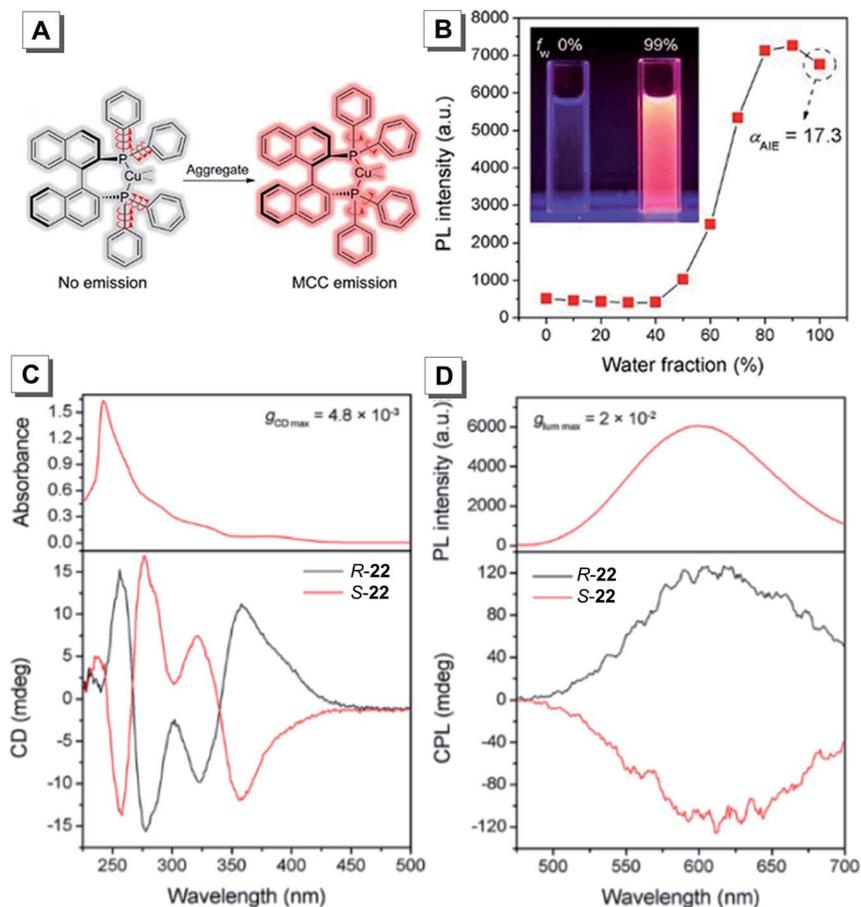 A
P
Cu
P
Aggregate
P
Cu
P
No emission
MCC emission
B
PL intensity (a.u.)
8000
7000
6000
5000
4000
3000
2000
1000
0
fw 0% 99%
αAIE = 17.3
0 20 40 60 80 100
Water fraction (%)
C
Absorbance
1.5
1.2
0.9
0.6
0.3
0.0
gCD max = 4.8 × 10-3
CD (mdeg)
15
10
5
0
-5
-10
-15
R-22
S-22
250 300 350 400 450 500
Wavelength (nm)
D
PL intensity (a.u.)
6000
4000
2000
0
glum max = 2 × 10-2
CPL (mdeg)
120
80
40
0
-40
-80
-120
R-22
S-22
500 550 600 650 700
Wavelength (nm)